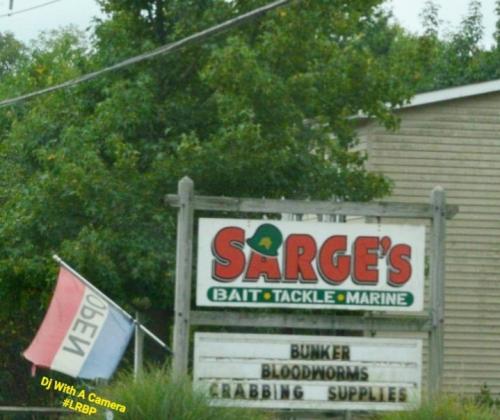 SARGE'S
BAIT • TACKLE • MARINE
BUNKER
BLOODWORMS
CRABBING SUPPLIES
OPEN
Dj With A Camera
#LRBP